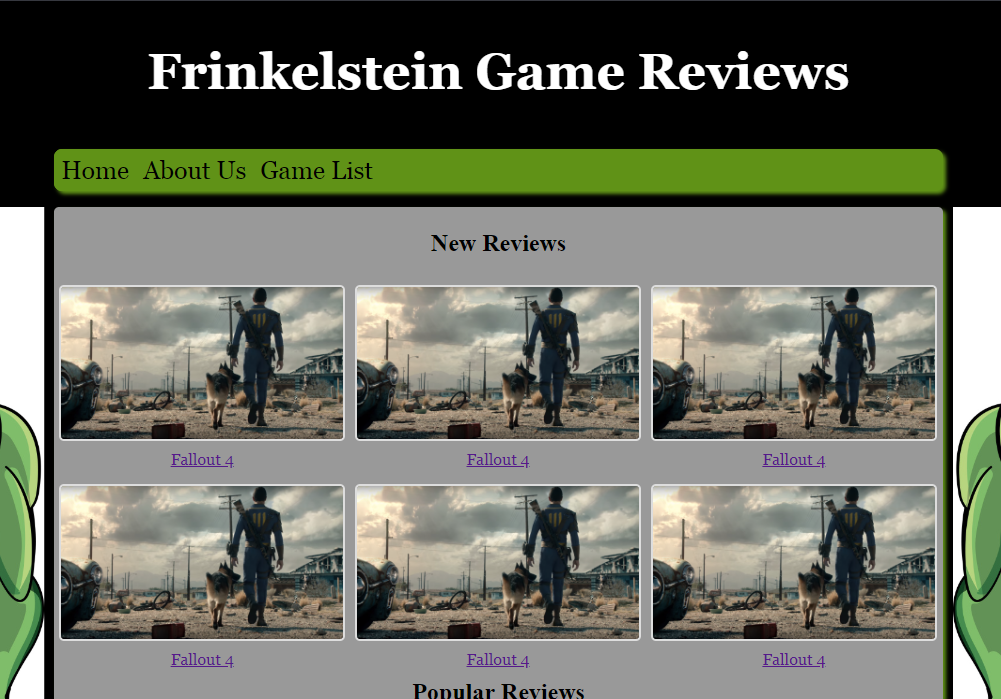 Frinkelstein Game Reviews
Home About Us Game List
New Reviews
Fallout 4 Fallout 4 Fallout 4
Fallout 4 Fallout 4 Fallout 4
Popular Reviews